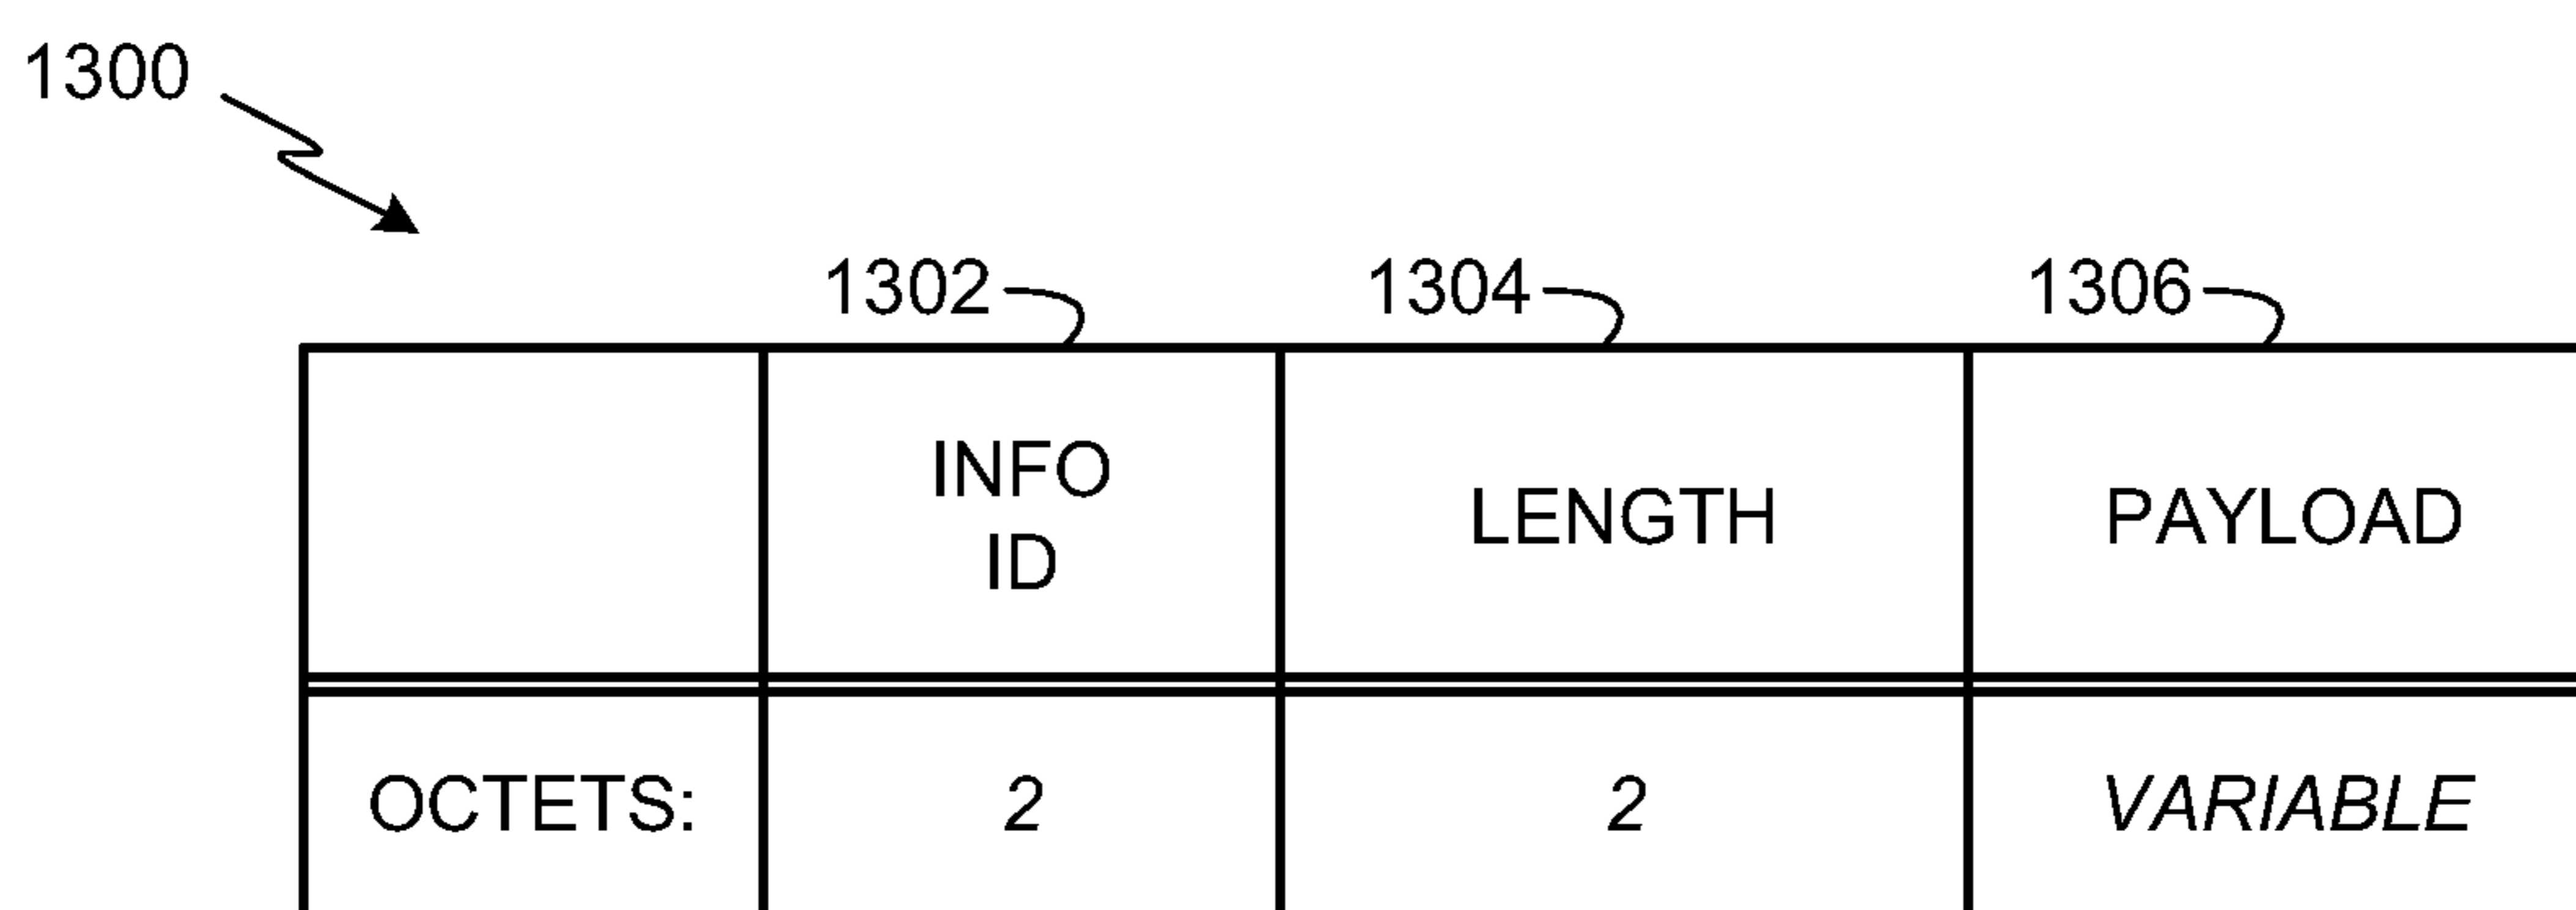 1300
1302 1304 1306
INFO ID LENGTH PAYLOAD
OCTETS: 2 2 VARIABLE